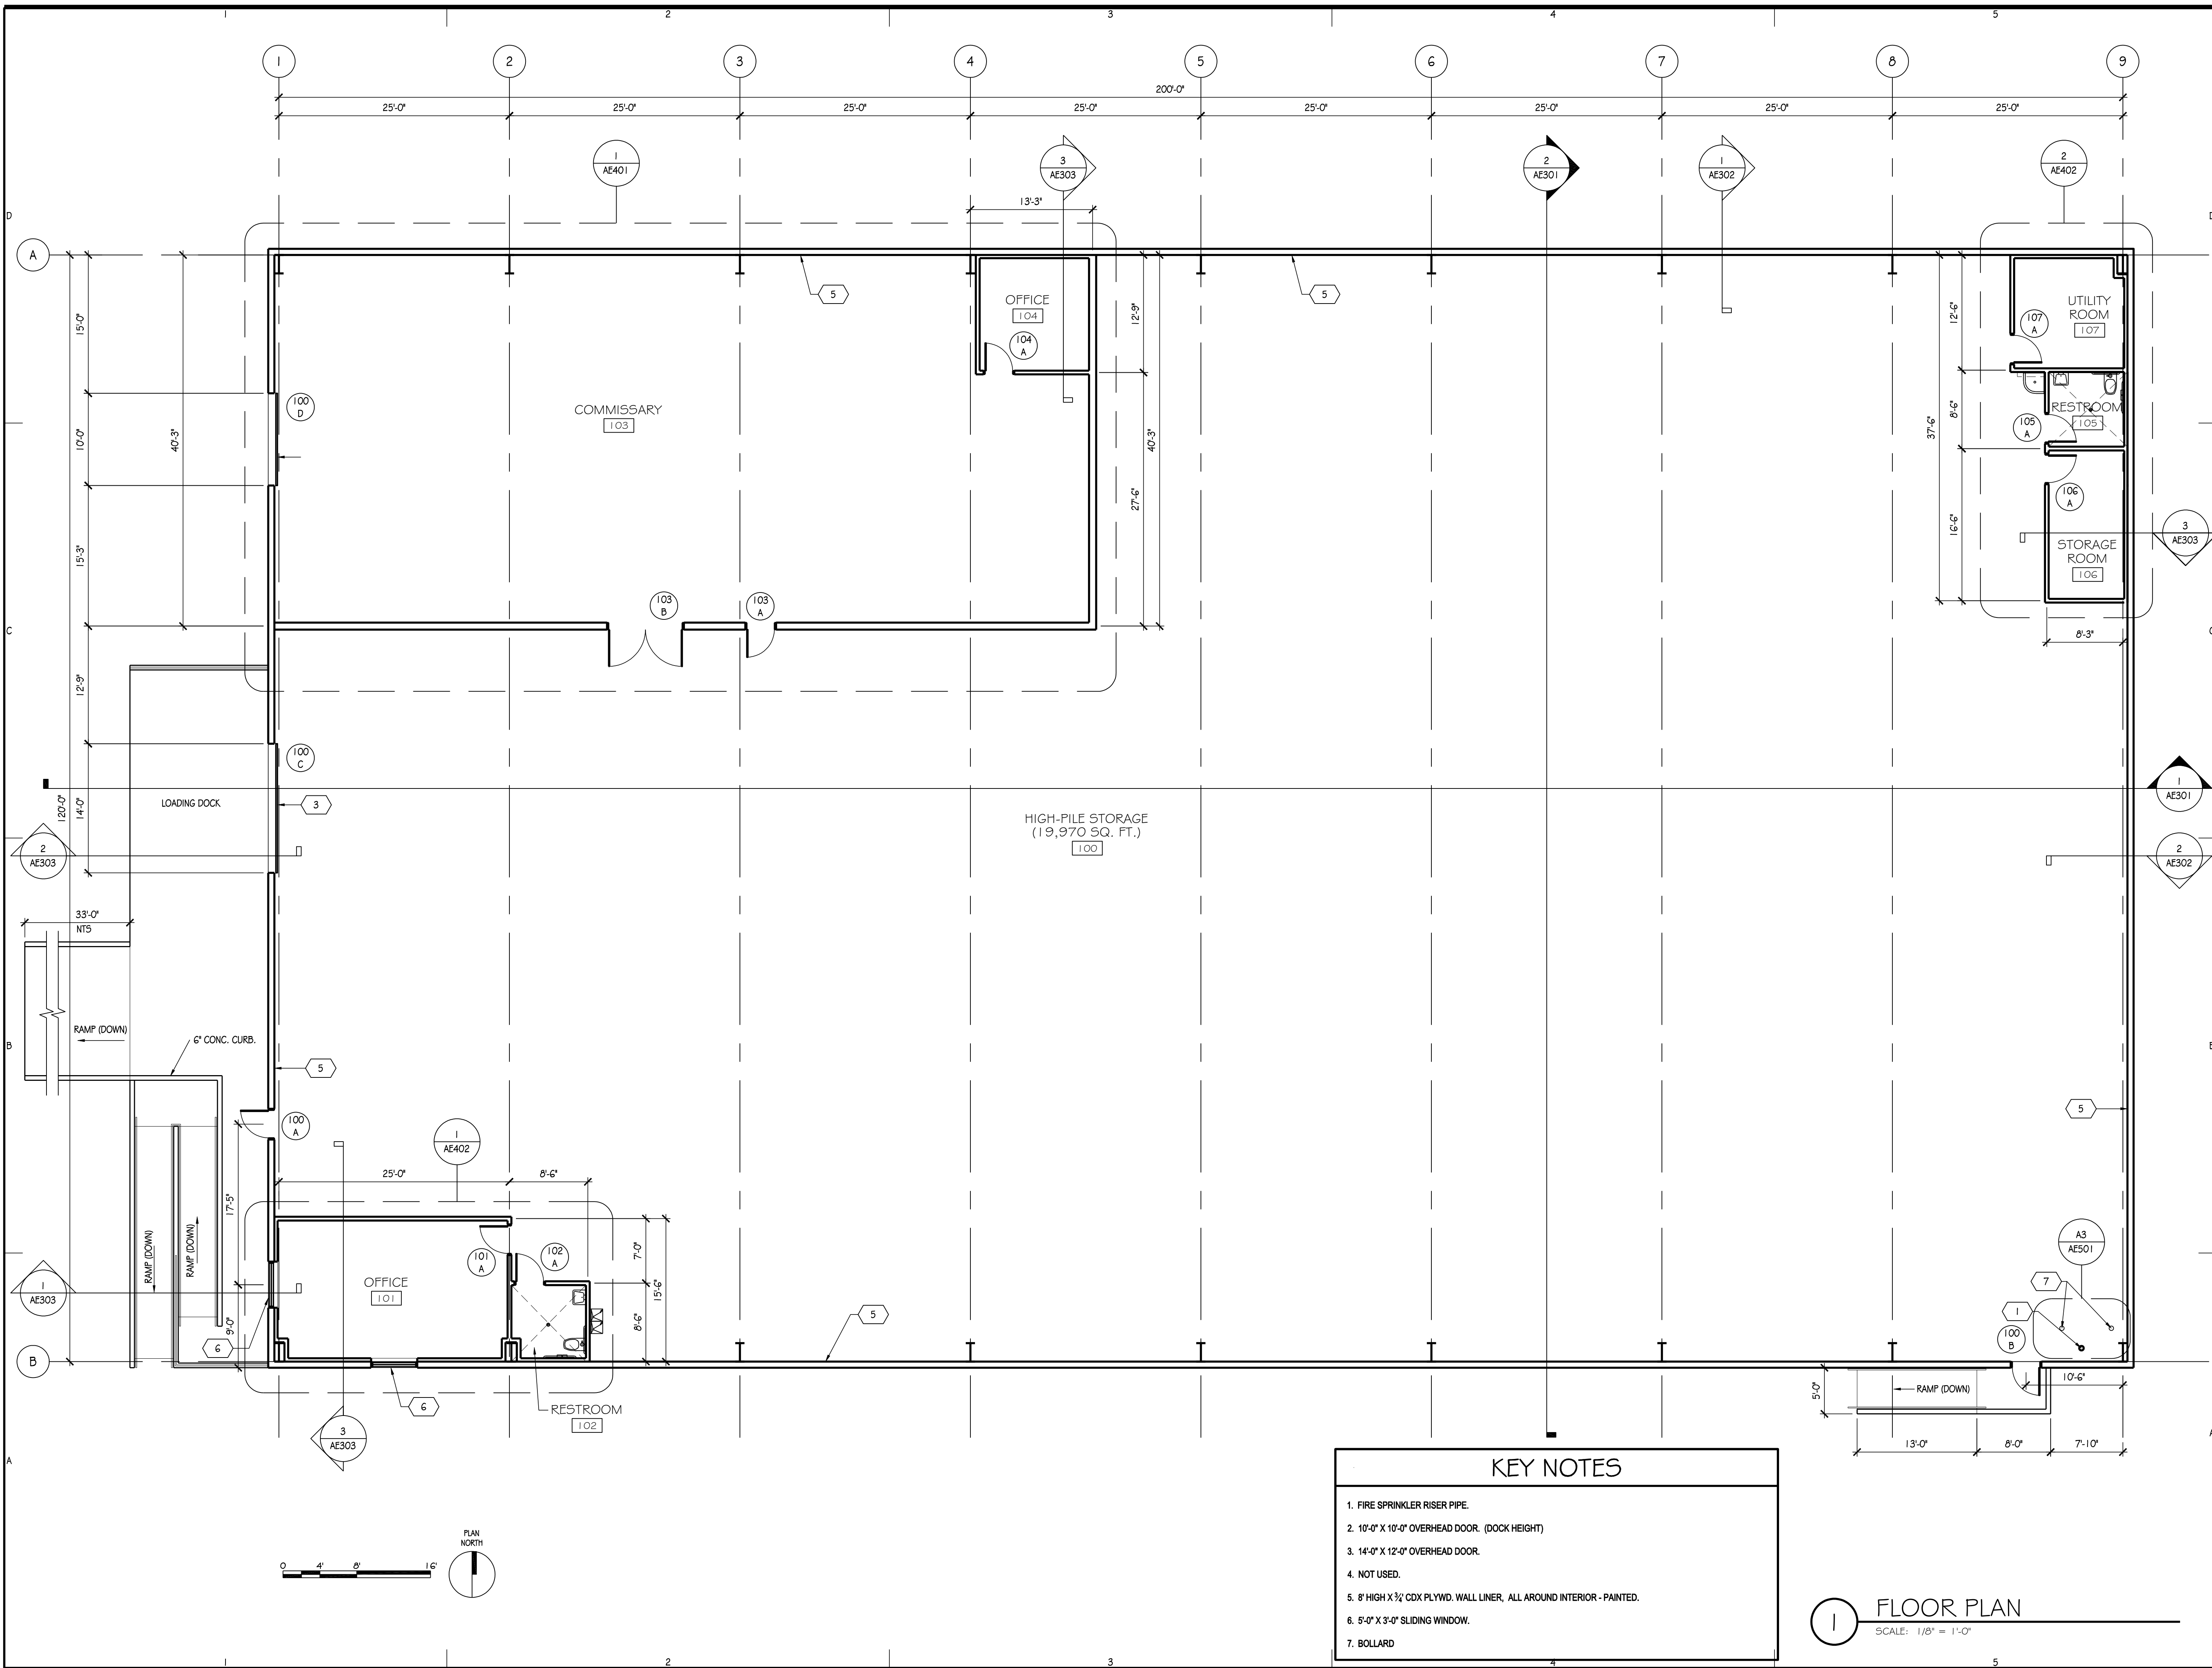 1 2 3 4 5
1 2 3 4 5 6 7 8 9
200'-0"
25'-0" 25'-0" 25'-0" 25'-0" 25'-0" 25'-0" 25'-0" 25'-0"
1
AE401
3
AE303
2
AE301
1
AE302
2
AE402
13'-3"
D
A
15'-0"
10'-0"
40'-3"
15'-3"
12'-9"
14'-0"
120'-0"
5
5
OFFICE
104
104
A
12'-9"
40'-3"
27'-6"
COMMISSARY
103
100
D
103
B
103
A
UTILITY
ROOM
107
107
A
12'-6"
8'-6"
37'-6"
16'-6"
RESTROOM
105
105
A
106
A
STORAGE
ROOM
106
3
AE303
8'-3"
C
100
C
LOADING DOCK
3
2
AE303
HIGH-PILE STORAGE
(19,970 SQ. FT.)
100
1
AE301
2
AE302
33'-0"
NTS
RAMP (DOWN)
6" CONC. CURB.
B
5
100
A
1
AE402
25'-0"
8'-6"
17'-5"
9'-0"
RAMP (DOWN)
RAMP (DOWN)
101
A
102
A
7'-0"
15'-6"
8'-6"
OFFICE
101
1
AE303
6
B
5
5
A3
AE501
7
1
100
B
10'-6"
5'-0"
RAMP (DOWN)
13'-0" 8'-0" 7'-10"
6
RESTROOM
102
3
AE303
A
KEY NOTES
1. FIRE SPRINKLER RISER PIPE.
2. 10'-0" X 10'-0" OVERHEAD DOOR. (DOCK HEIGHT)
3. 14'-0" X 12'-0" OVERHEAD DOOR.
4. NOT USED.
5. 8' HIGH X ¾' CDX PLYWD. WALL LINER, ALL AROUND INTERIOR - PAINTED.
6. 5'-0" X 3'-0" SLIDING WINDOW.
7. BOLLARD
PLAN
NORTH
0 4' 8' 16'
1
FLOOR PLAN
SCALE: 1/8" = 1'-0"
1 2 3 4 5